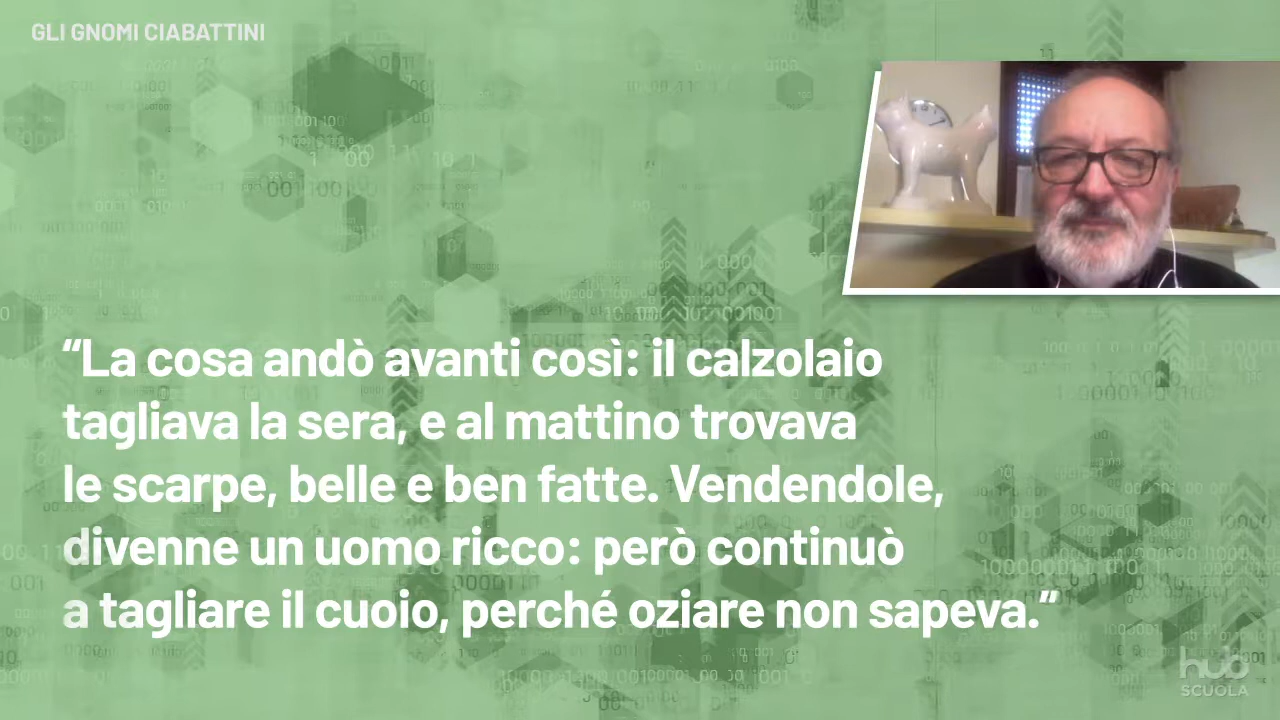 GLI GNOMI CIABATTINI
“La cosa andò avanti così: il calzolaio
tagliava la sera, e al mattino trovava
le scarpe, belle e ben fatte. Vendendole,
divenne un uomo ricco: però continuò
a tagliare il cuoio, perché oziare non sapeva.”
hub
SCUOLA